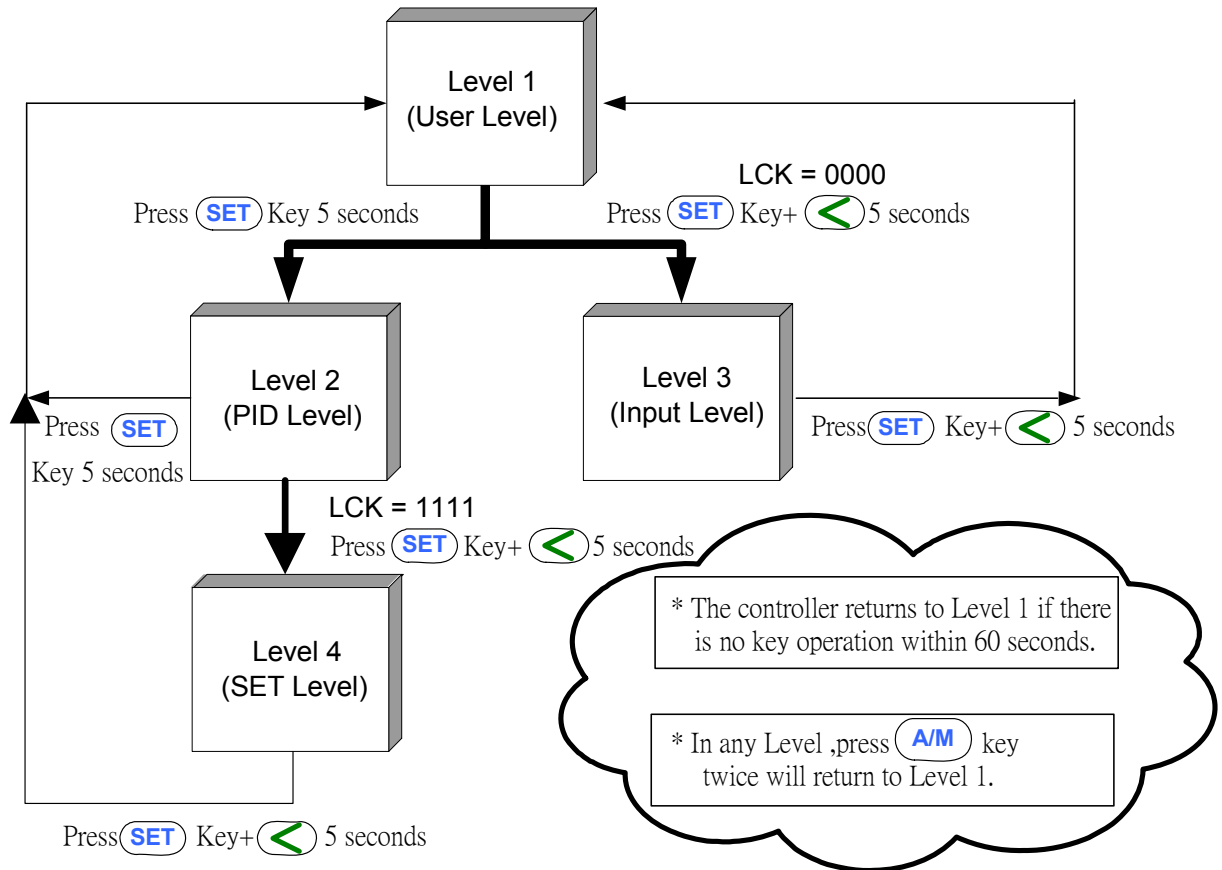 Level 1
(User Level)
LCK = 0000
Press SET Key 5 seconds
Press SET Key+ < 5 seconds
Level 2
(PID Level)
Level 3
(Input Level)
Press SET
Key 5 seconds
Press SET Key+ < 5 seconds
LCK = 1111
Press SET Key+ < 5 seconds
Level 4
(SET Level)
* The controller returns to Level 1 if there
is no key operation within 60 seconds.
* In any Level ,press A/M key
twice will return to Level 1.
Press SET Key+ < 5 seconds